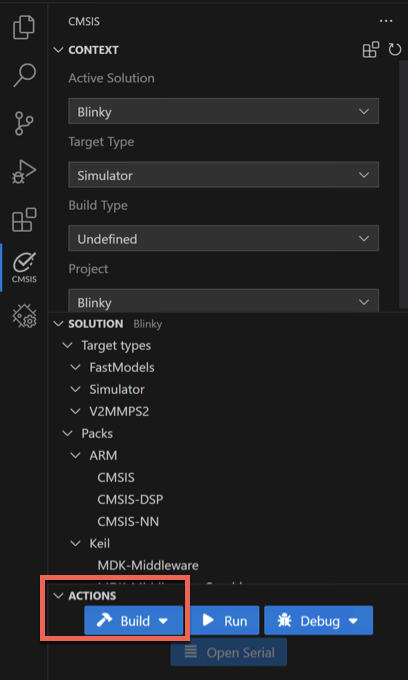 CMSIS
CONTEXT
Active Solution
Blinky
Target Type
Simulator
Build Type
Undefined
Project
Blinky
CMSIS
SOLUTION Blinky
Target types
FastModels
Simulator
V2MMPS2
Packs
ARM
CMSIS
CMSIS-DSP
CMSIS-NN
Keil
MDK-Middleware
ACTIONS
Build Run Debug
Open Serial